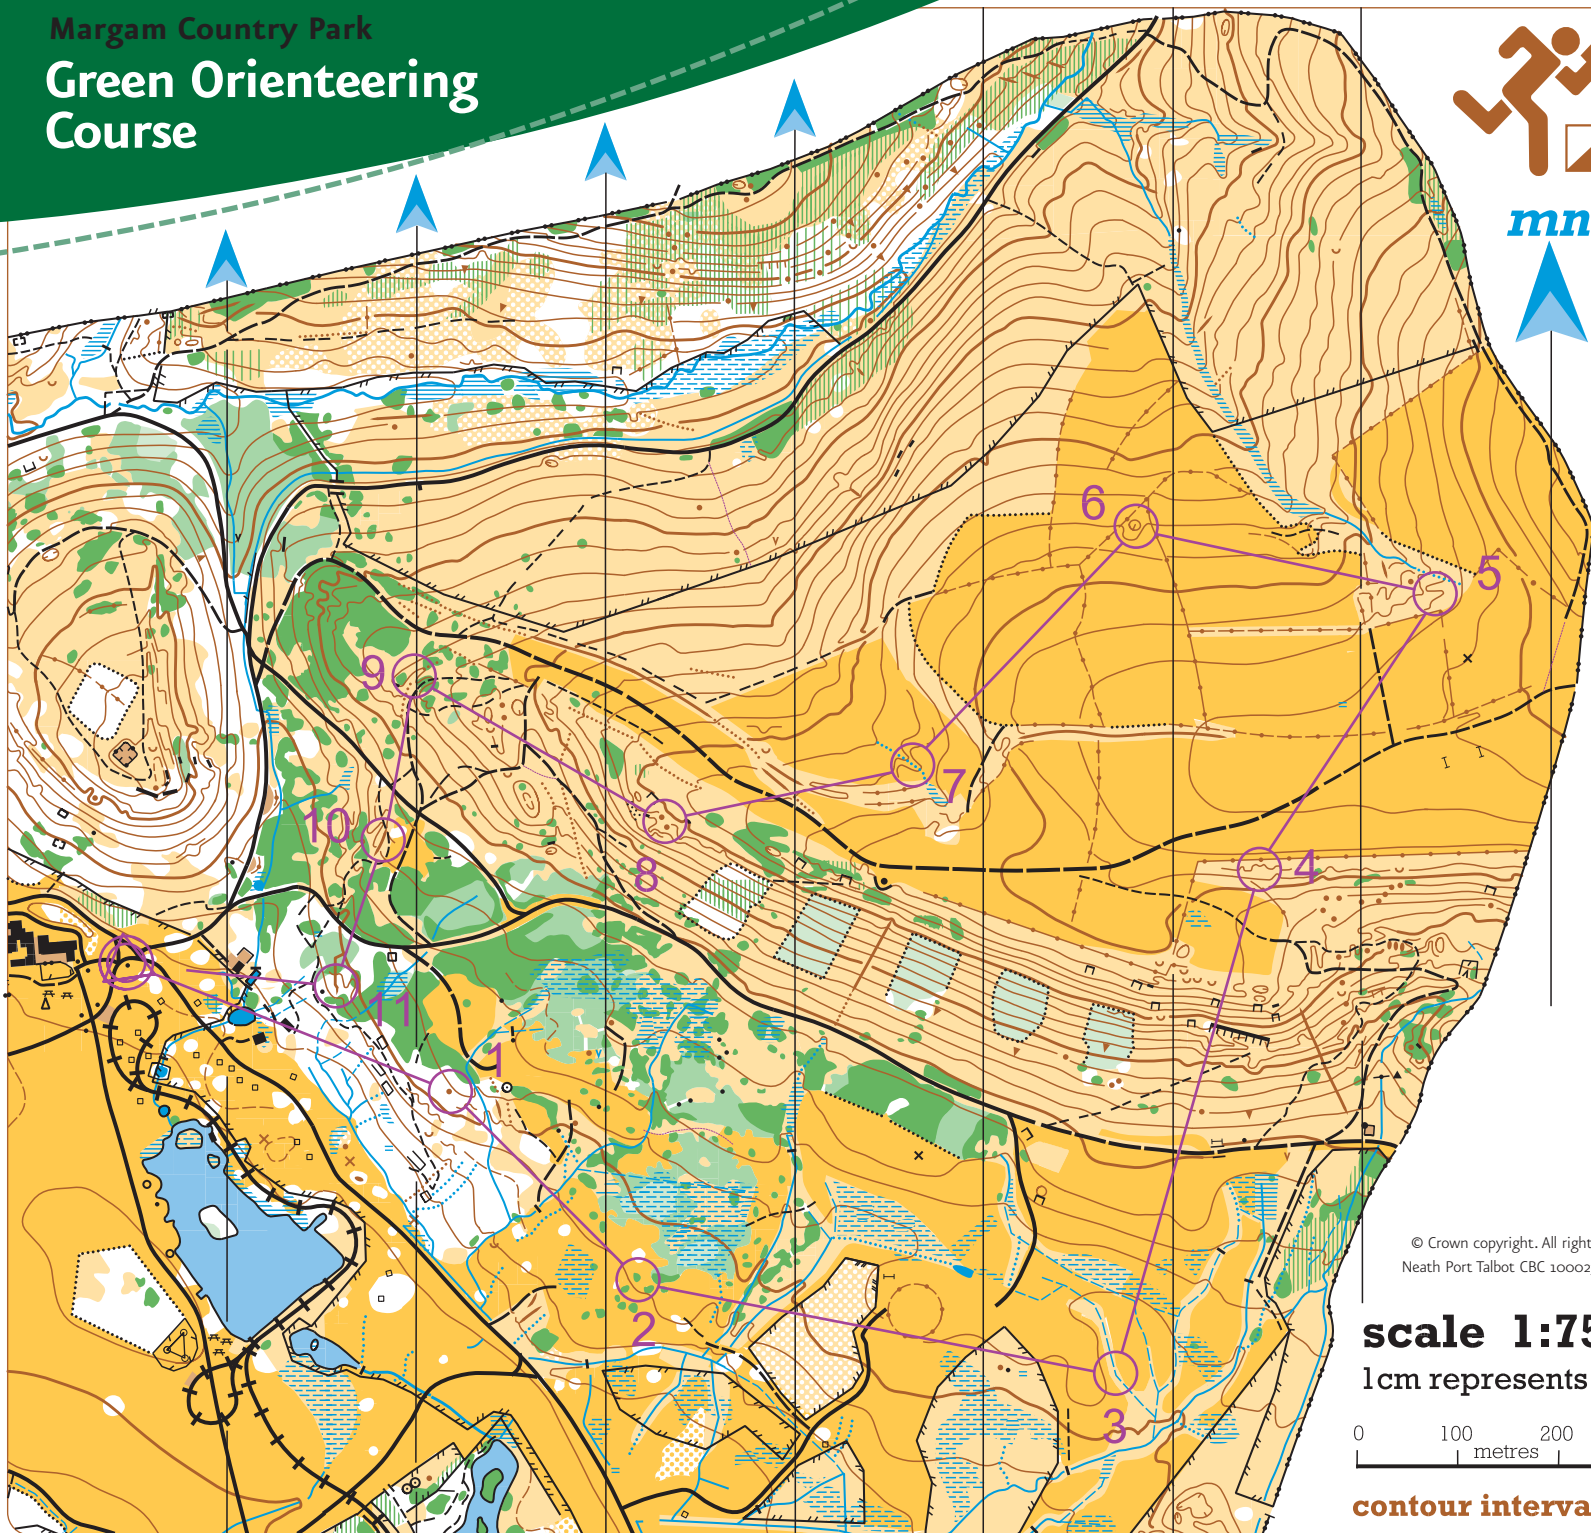 Margam Country Park
Green Orienteering
Course
mn
6
5
9
7
10
8
4
11
1
2
3
© Crown copyright. All right
Neath Port Talbot CBC 10002
scale 1:75
1cm represents
0 100 200
metres
contour interva